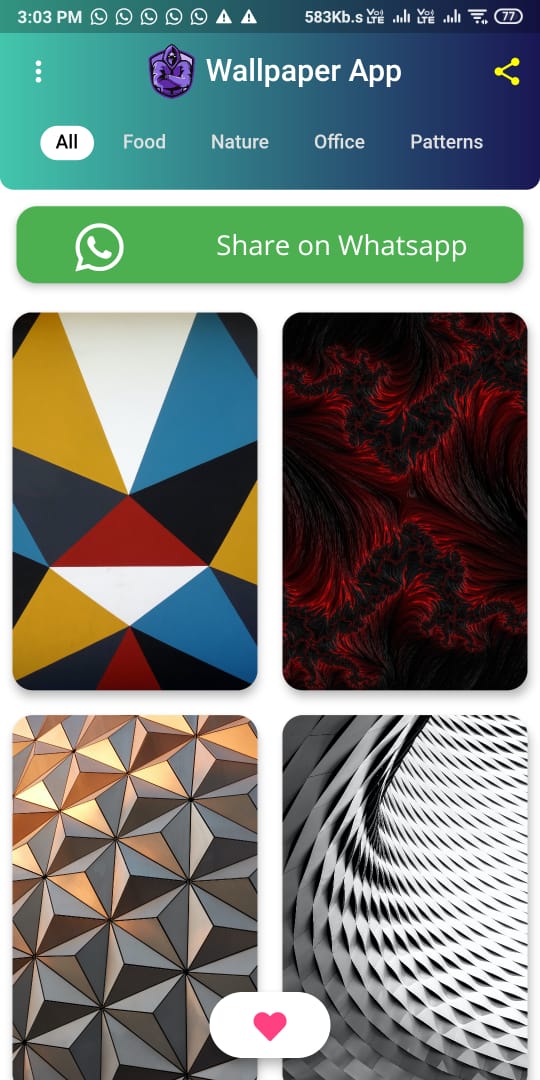 3:03 PM 583Kb.s Vo) LTE Vo) LTE 77
Wallpaper App
All Food Nature Office Patterns
Share on Whatsapp